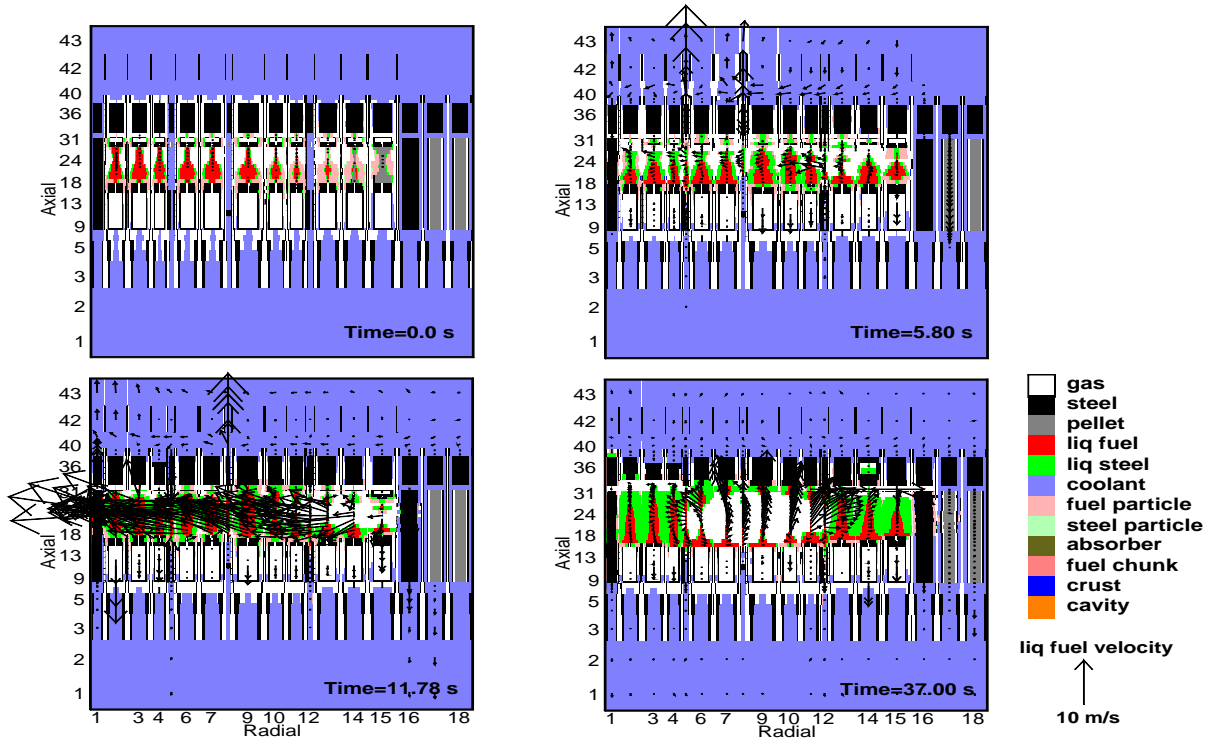 43
42
40
36
31
24
18
13
9
5
3
2
1
Axial
Time=0.0 s
43
42
40
36
31
24
18
13
9
5
3
2
1
Axial
Time=5.80 s
43
42
40
36
31
24
18
13
9
5
3
2
1
Axial
Time=11.78 s
1 3 4 6 7 9 10 12 14 15 16 18
Radial
43
42
40
36
31
24
18
13
9
5
3
2
1
Axial
Time=37.00 s
1 3 4 6 7 9 10 12 14 15 16 18
Radial
gas
steel
pellet
liq fuel
liq steel
coolant
fuel particle
steel particle
absorber
fuel chunk
crust
cavity
liq fuel velocity
10 m/s